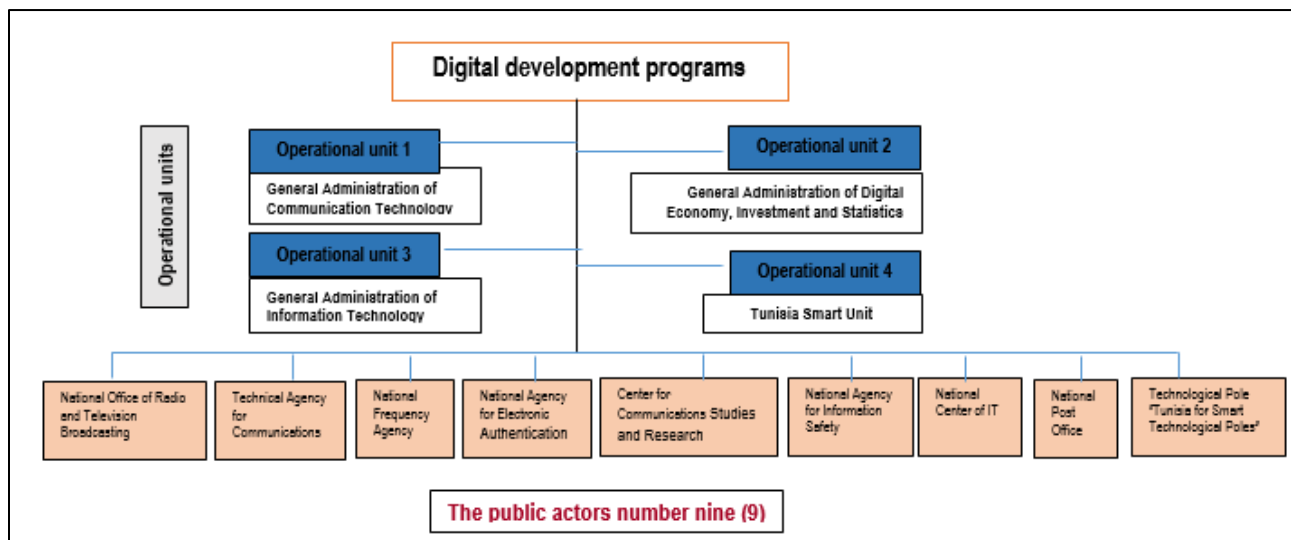 Digital development programs
Operational units
Operational unit 1
General Administration of
Communication Technology
Operational unit 2
General Administration of Digital
Economy, Investment and Statistics
Operational unit 3
General Administration of
Information Technology
Operational unit 4
Tunisia Smart Unit
National Office of Radio
and Television
Broadcasting
Technical Agency
for
Communications
National
Frequency
Agency
National Agency
for Electronic
Authentication
Center for
Communications Studies
and Research
National Agency
for Information
Safety
National
Center of IT
National
Post
Office
Technological Pole
"Tunisia for Smart
Technological Poles"
The public actors number nine (9)